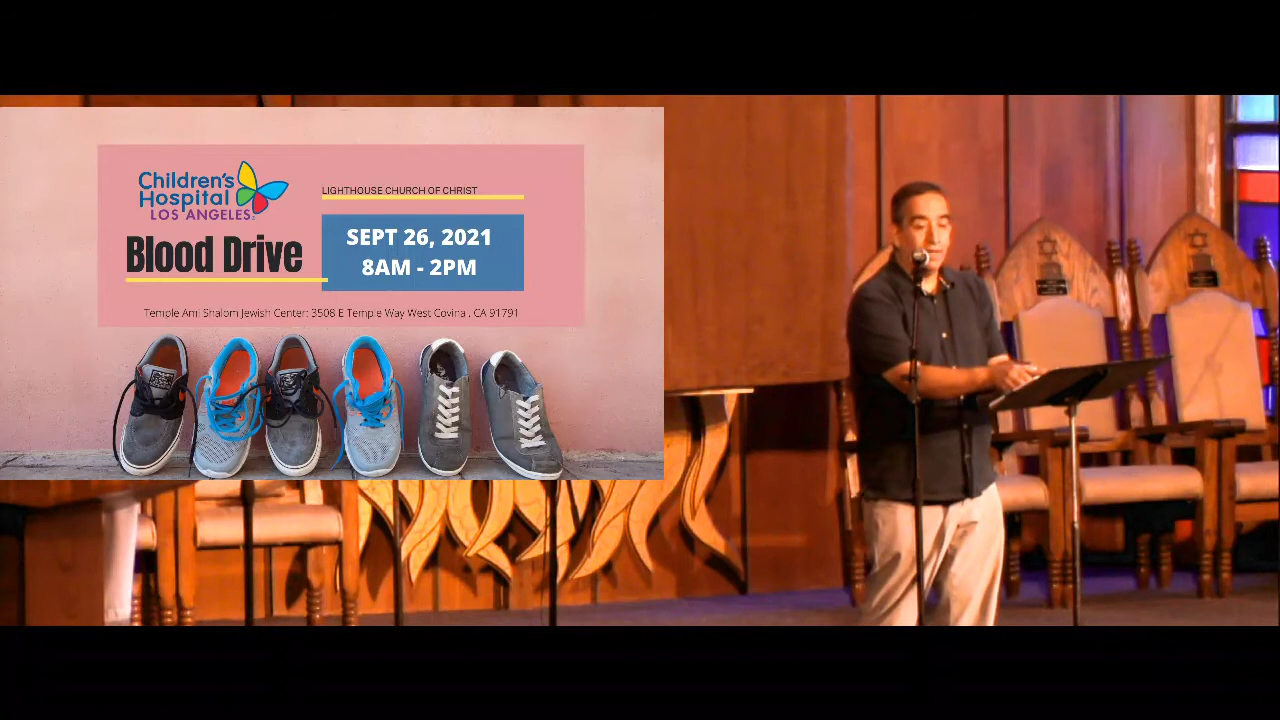 Children's
Hospital
LOS ANGELES
Blood Drive
LIGHTHOUSE CHURCH OF CHRIST
SEPT 26, 2021
8AM - 2PM
Temple Ami Shalom Jewish Center: 3508 E Temple Way West Covina , CA 91791